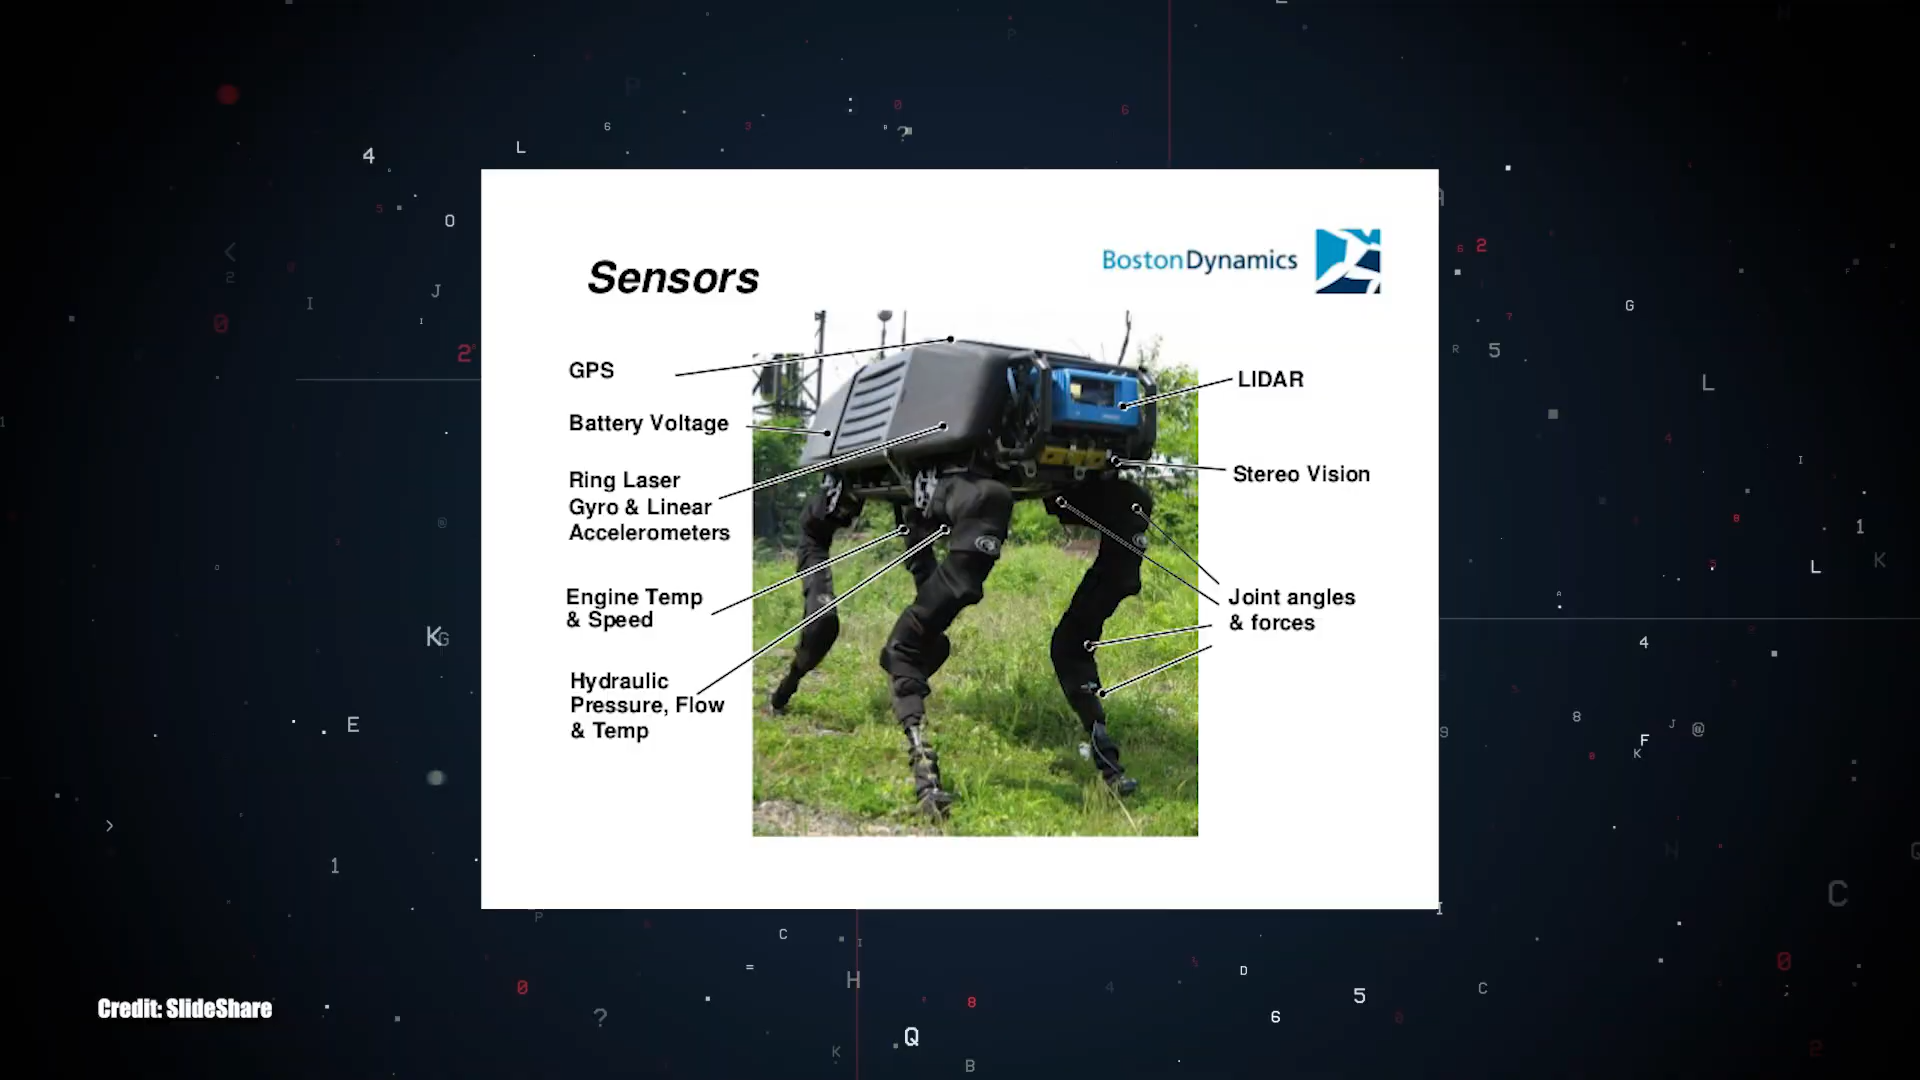 Sensors
BostonDynamics
GPS
Battery Voltage
Ring Laser
Gyro & Linear
Accelerometers
Engine Temp
& Speed
Hydraulic
Pressure, Flow
& Temp
LIDAR
Stereo Vision
Joint angles
& forces
Credit: SlideShare